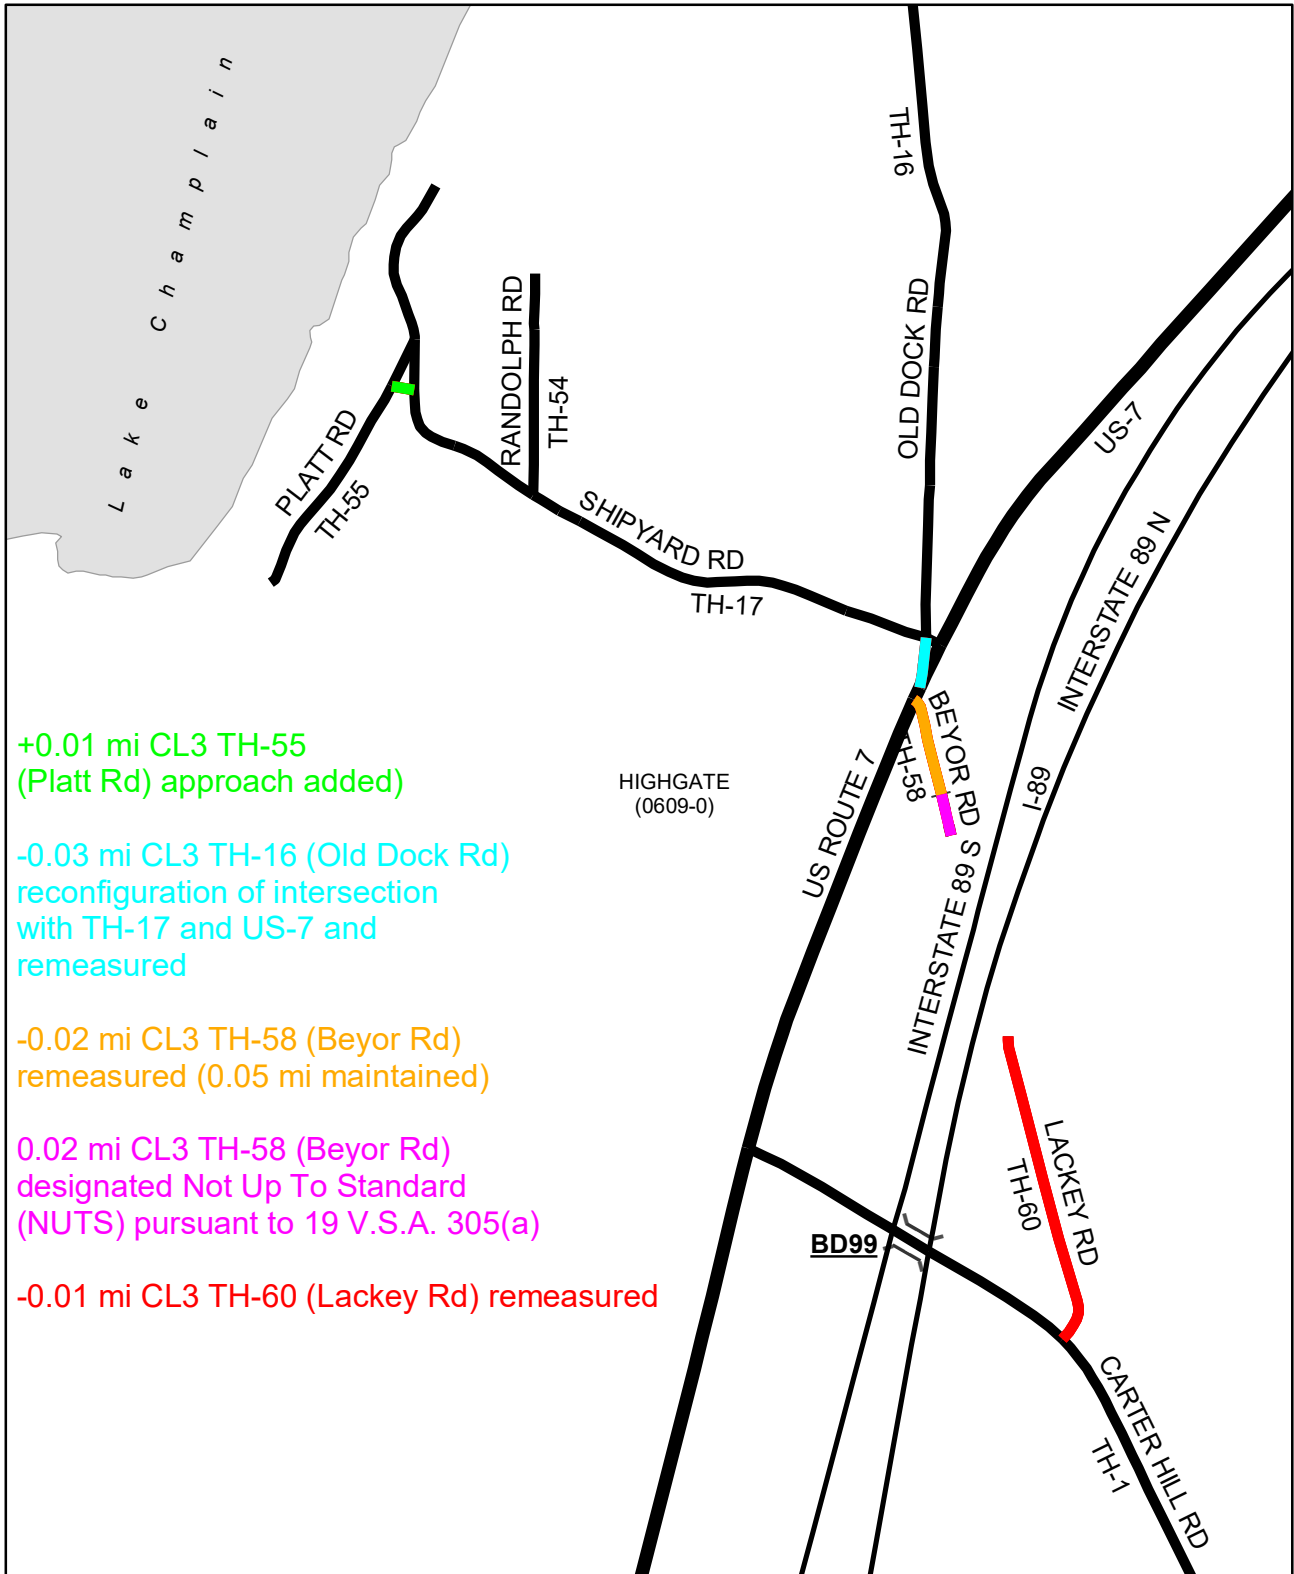 Lake Champlain
TH-16
RANDOLPH RD
TH-54
OLD DOCK RD
US-7
PLATT RD
TH-55
SHIPYARD RD
TH-17
INTERSTATE 89 N
BEYOR RD
TH-58
US ROUTE 7
I-89
INTERSTATE 89 S
HIGHGATE
(0609-0)
+0.01 mi CL3 TH-55
(Platt Rd) approach added)
-0.03 mi CL3 TH-16 (Old Dock Rd)
reconfiguration of intersection
with TH-17 and US-7 and
remeasured
-0.02 mi CL3 TH-58 (Beyor Rd)
remeasured (0.05 mi maintained)
0.02 mi CL3 TH-58 (Beyor Rd)
designated Not Up To Standard
(NUTS) pursuant to 19 V.S.A. 305(a)
-0.01 mi CL3 TH-60 (Lackey Rd) remeasured
LACKEY RD
TH-60
BD99
CARTER HILL RD
TH-1